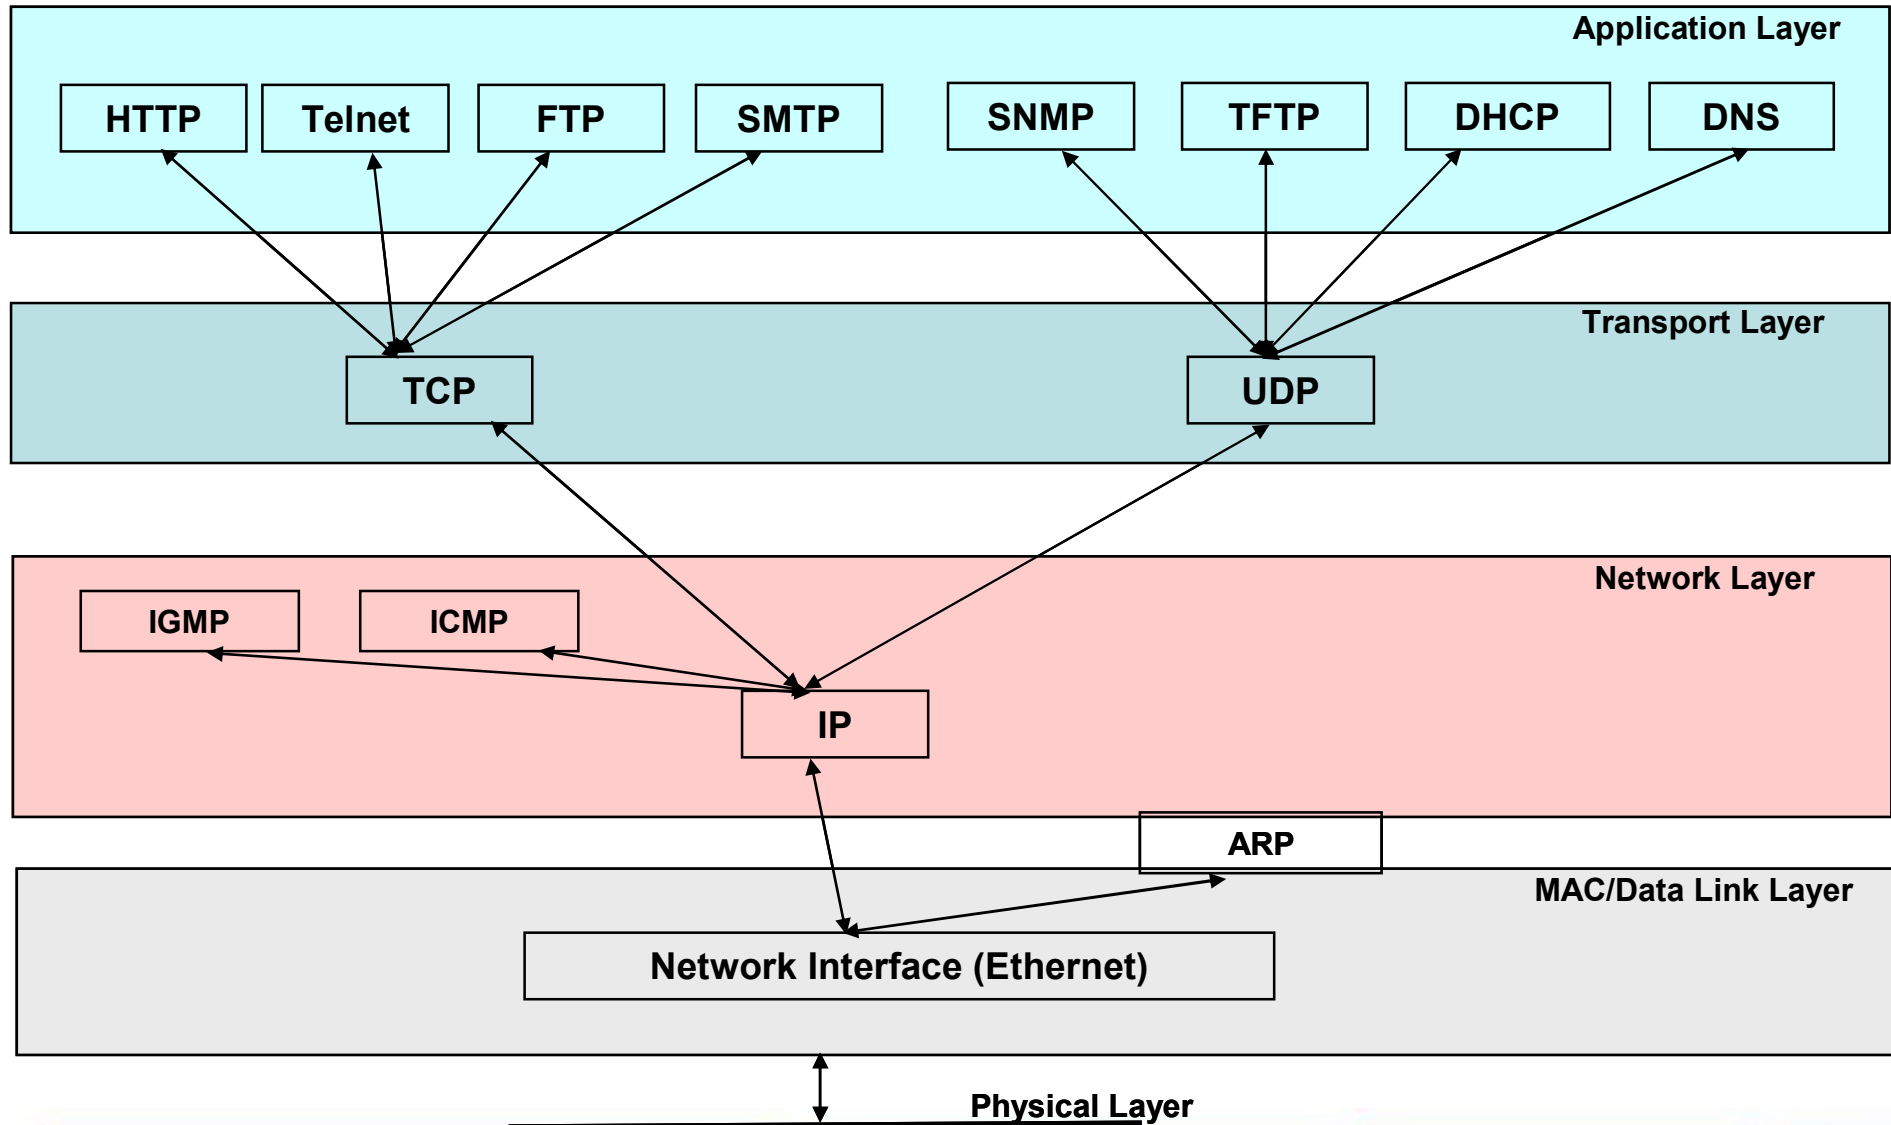 Application Layer
HTTP Telnet FTP SMTP SNMP TFTP DHCP DNS
Transport Layer
TCP UDP
Network Layer
IGMP ICMP
IP
ARP
MAC/Data Link Layer
Network Interface (Ethernet)
Physical Layer